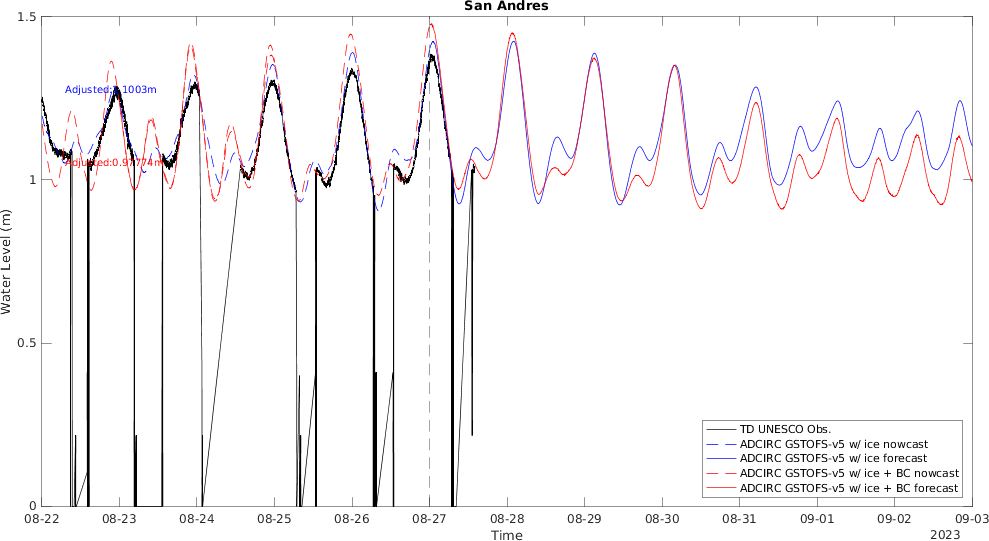 San Andres
1.5
1
0.5
0
Water Level (m)
Adjusted:1.1003m
Adjusted:0.97774m
TD UNESCO Obs.
ADCIRC GSTOFS-v5 w/ ice nowcast
ADCIRC GSTOFS-v5 w/ ice forecast
ADCIRC GSTOFS-v5 w/ ice + BC nowcast
ADCIRC GSTOFS-v5 w/ ice + BC forecast
08-22 08-23 08-24 08-25 08-26 08-27 08-28 08-29 08-30 08-31 09-01 09-02 09-03
Time
2023